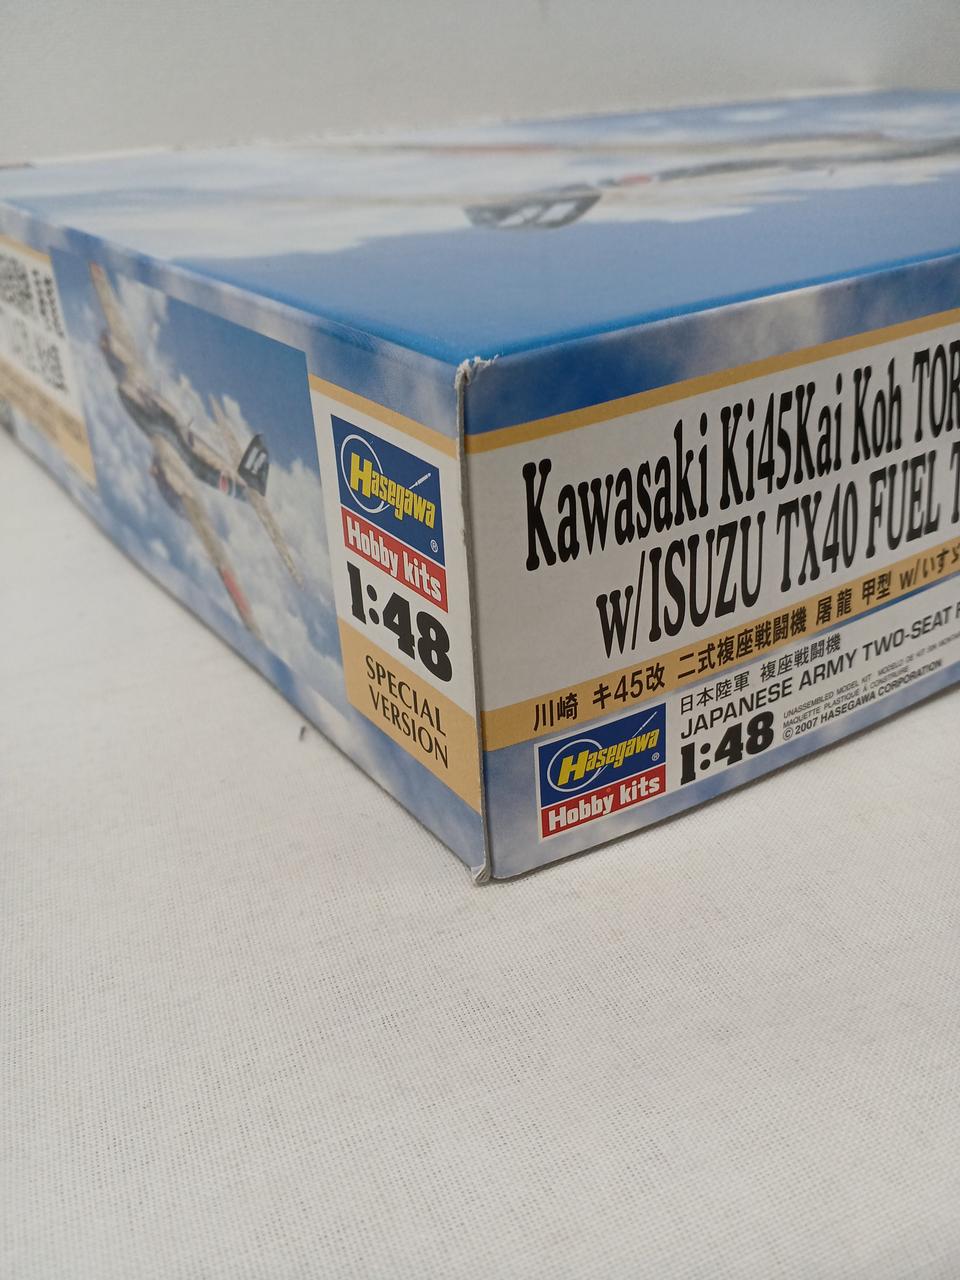 Hasegawa
®
Hobby kits
1:48
SPECIAL
VERSION
Kawasaki Ki45Kai Koh TOR
w/ISUZU TX40 FUEL T
川崎 キ45改 二式複座戦闘機 屠龍 甲型 w/いすゞ
日本陸軍 複座戦闘機
JAPANESE ARMY TWO-SEAT F
Hasegawa
®
Hobby kits
1:48
UNASSEMBLED MODEL KIT
MAQUETTE PLASTIQUE À CONSTRUIRE
© 2007 HASEGAWA CORPORATION